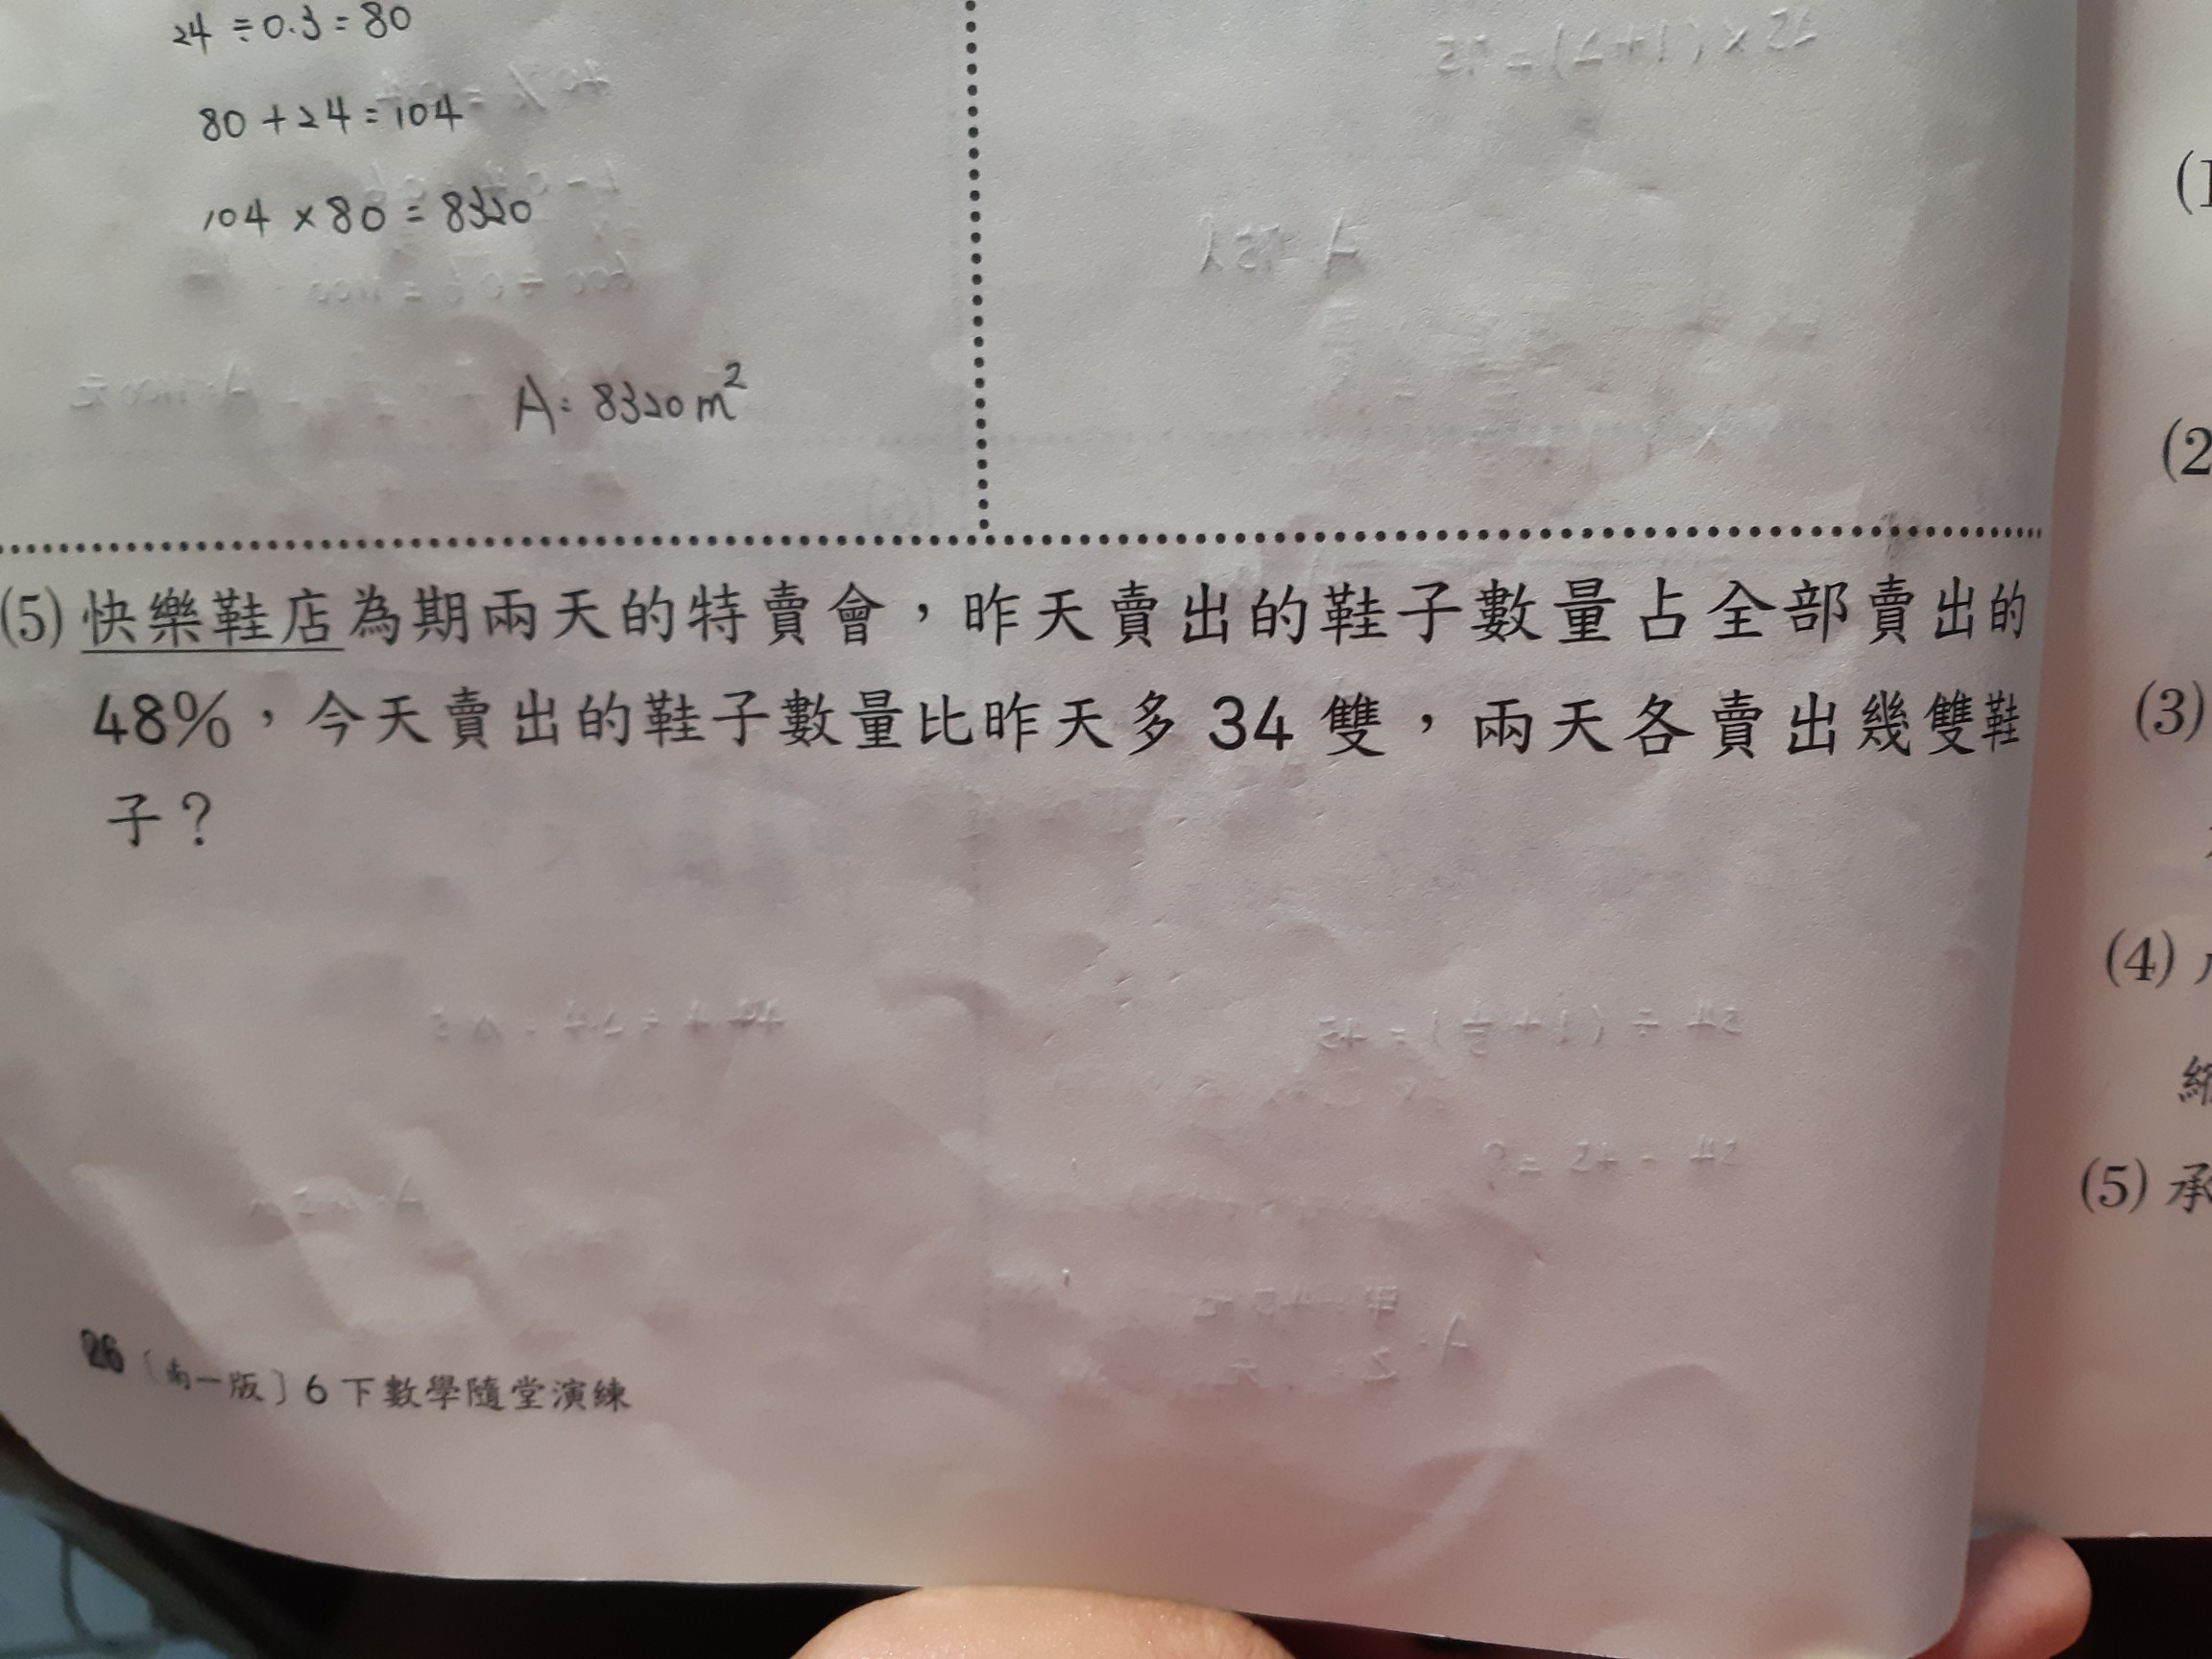 24 ÷ 0.3 = 80
80 + 24 = 104
104 × 80 = 8320
A: 8320 m²
(5) 快樂鞋店為期兩天的特賣會，昨天賣出的鞋子數量占全部賣出的
48%，今天賣出的鞋子數量比昨天多 34 雙，兩天各賣出幾雙鞋
子？
26〔南一版〕6 下數學隨堂演練
(1
(2
(3)
(4)
縮
(5) 承